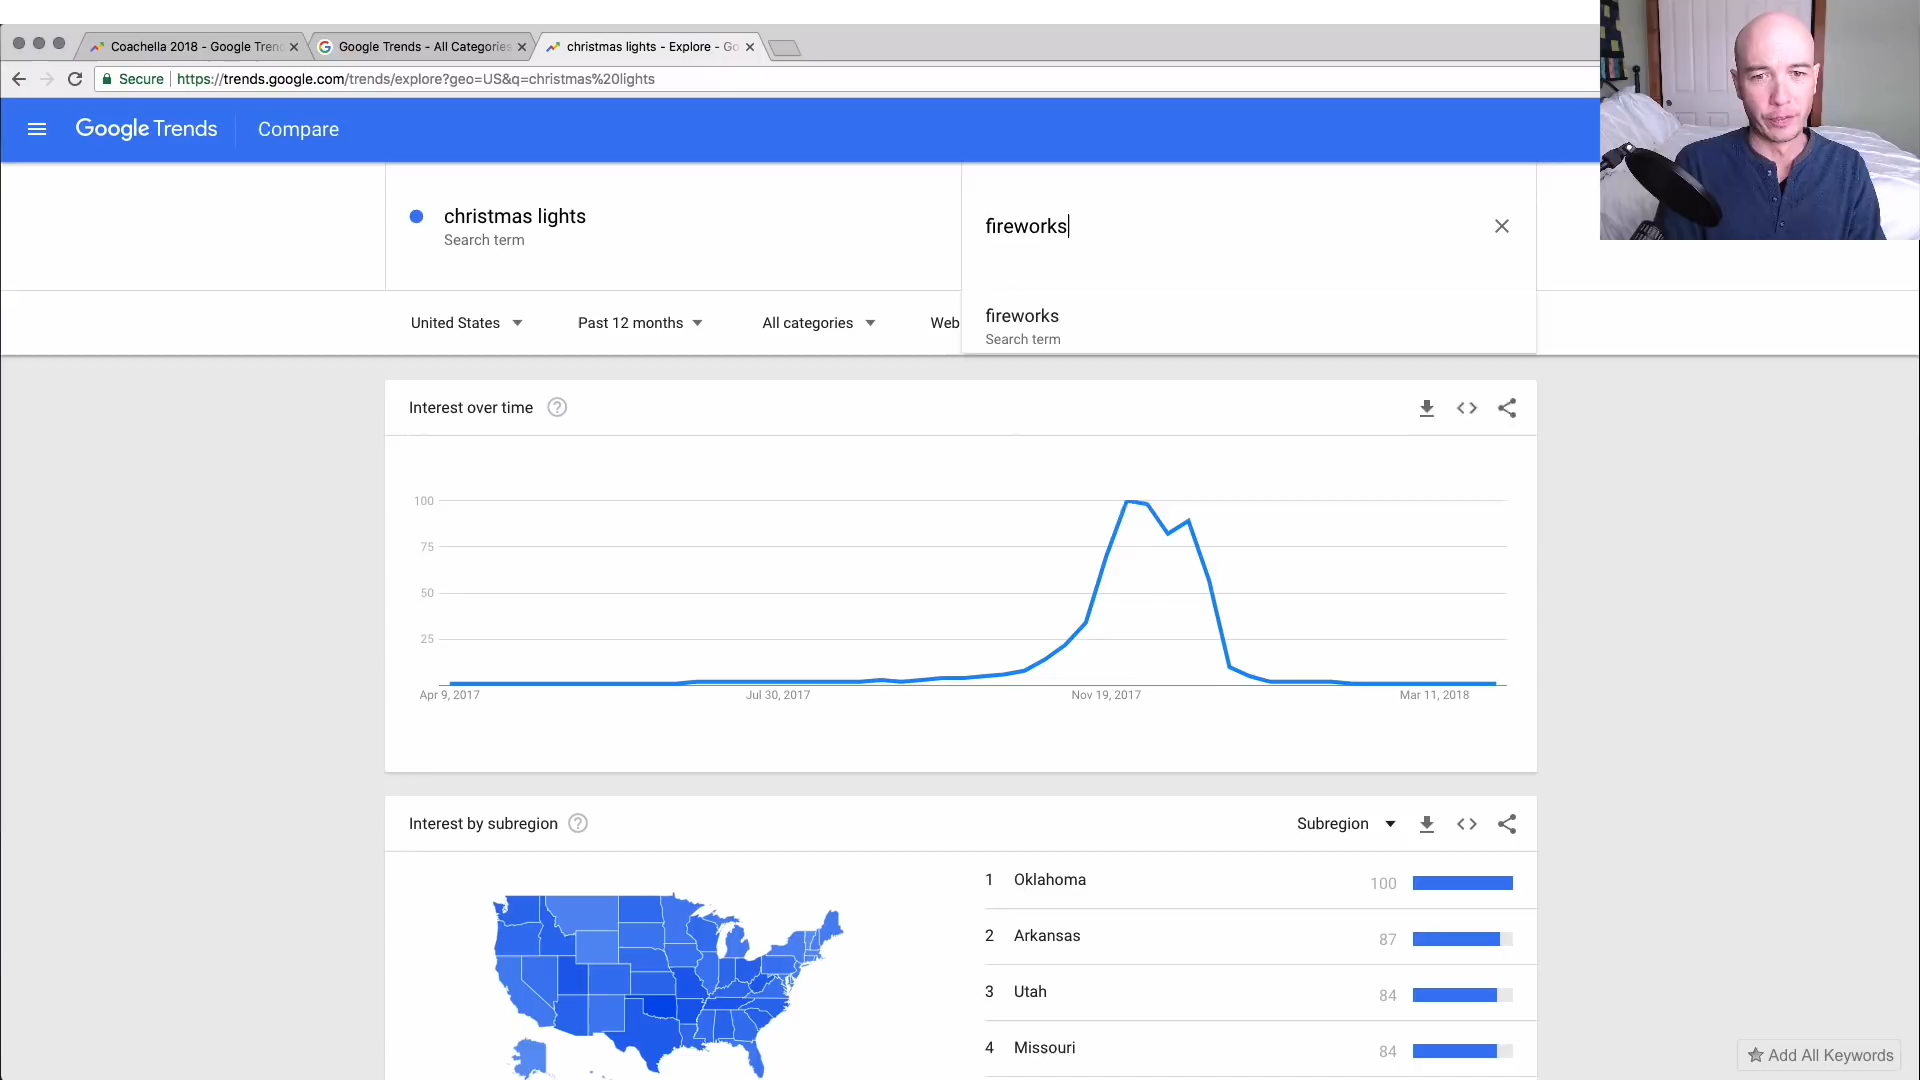 Coachella 2018 - Google Tren
Google Trends - All Categories
christmas lights - Explore - Go
Secure
https://trends.google.com/trends/explore?geo=US&q=christmas%20lights
Google Trends
Compare
christmas lights
Search term
fireworks
United States
Past 12 months
All categories
Web
fireworks
Search term
Interest over time
100
75
50
25
Apr 9, 2017
Jul 30, 2017
Nov 19, 2017
Mar 11, 2018
Interest by subregion
Subregion
1 Oklahoma 100
2 Arkansas 87
3 Utah 84
4 Missouri 84
Add All Keywords